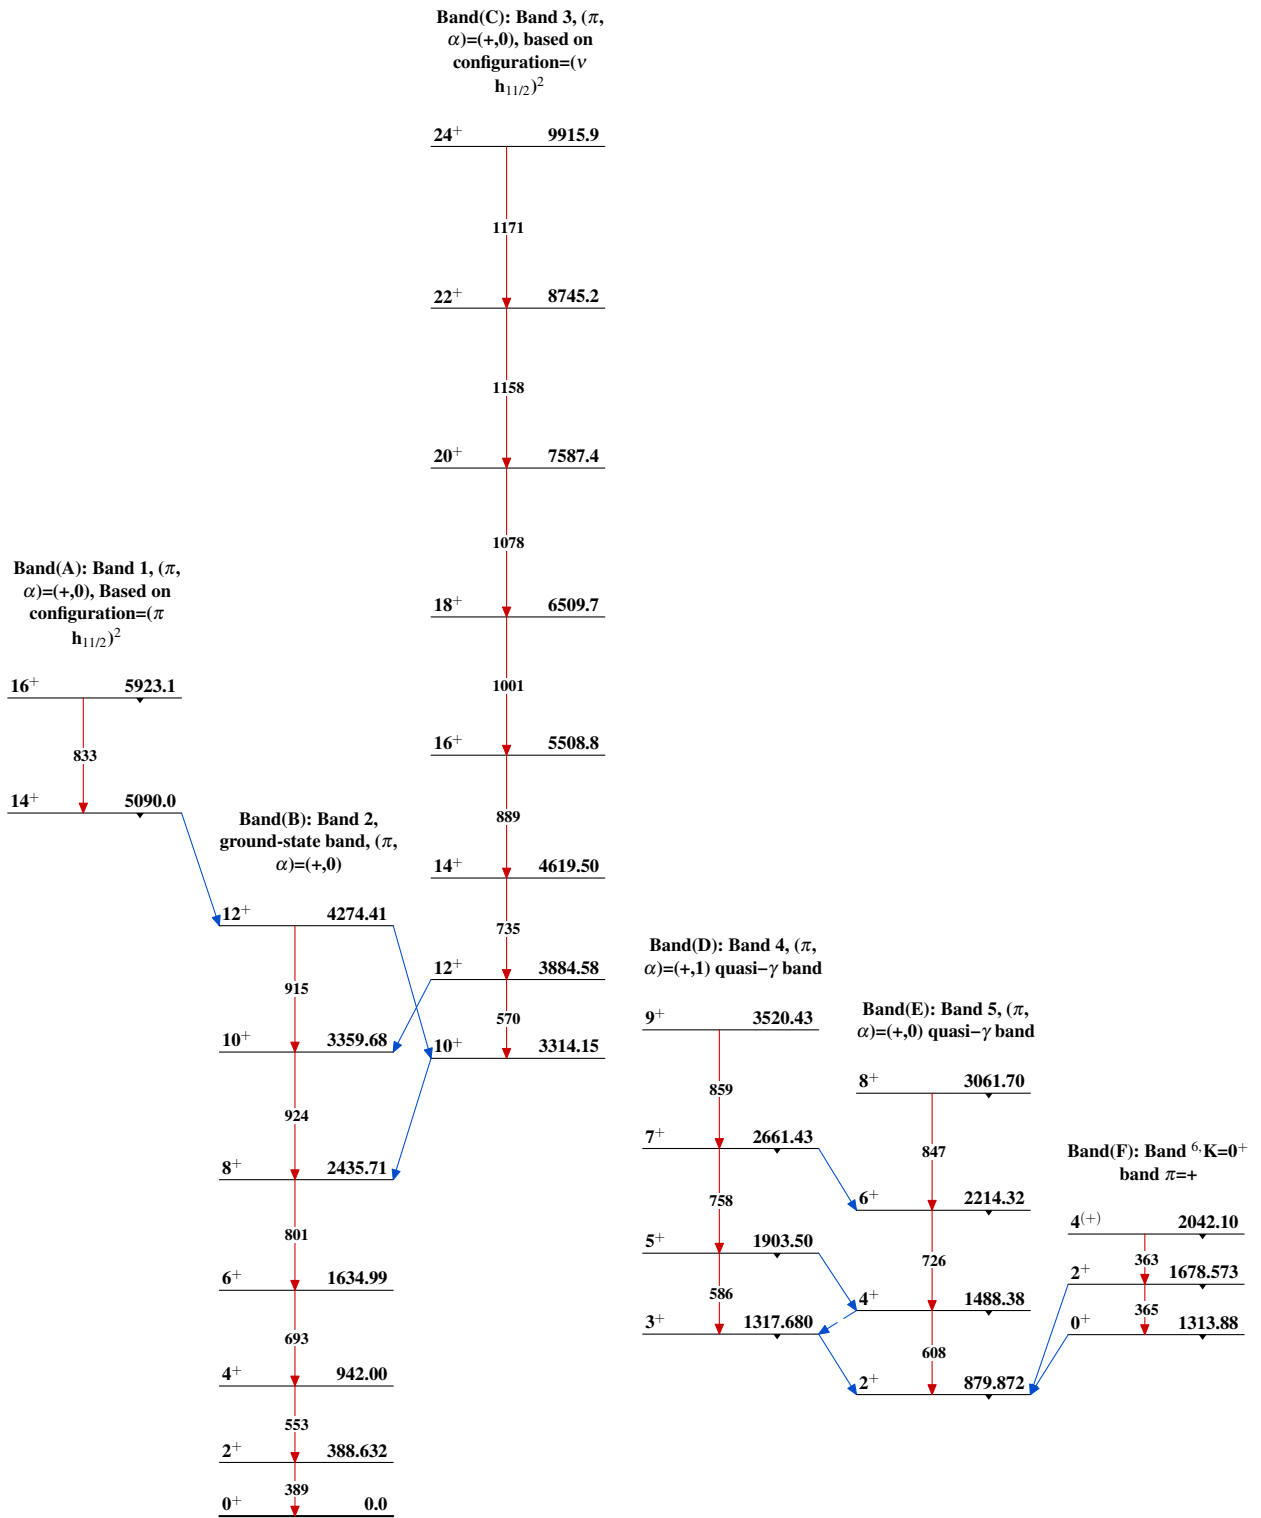 Band(C): Band 3, (π,
α)=(+,0), based on
configuration=(ν
h11/2)²
24+ 9915.9
1171
22+ 8745.2
1158
20+ 7587.4
1078
18+ 6509.7
1001
16+ 5508.8
889
14+ 4619.50
735
12+ 3884.58
570
10+ 3314.15
Band(A): Band 1, (π,
α)=(+,0), Based on
configuration=(π
h11/2)²
16+ 5923.1
833
14+ 5090.0
Band(B): Band 2,
ground-state band, (π,
α)=(+,0)
12+ 4274.41
915
10+ 3359.68
924
8+ 2435.71
801
6+ 1634.99
693
4+ 942.00
553
2+ 388.632
389
0+ 0.0
Band(D): Band 4, (π,
α)=(+,1) quasi−γ band
9+ 3520.43
859
7+ 2661.43
758
5+ 1903.50
586
3+ 1317.680
Band(E): Band 5, (π,
α)=(+,0) quasi−γ band
8+ 3061.70
847
6+ 2214.32
726
4+ 1488.38
608
2+ 879.872
Band(F): Band 6,K=0+
band π=+
4(+) 2042.10
363
2+ 1678.573
365
0+ 1313.88